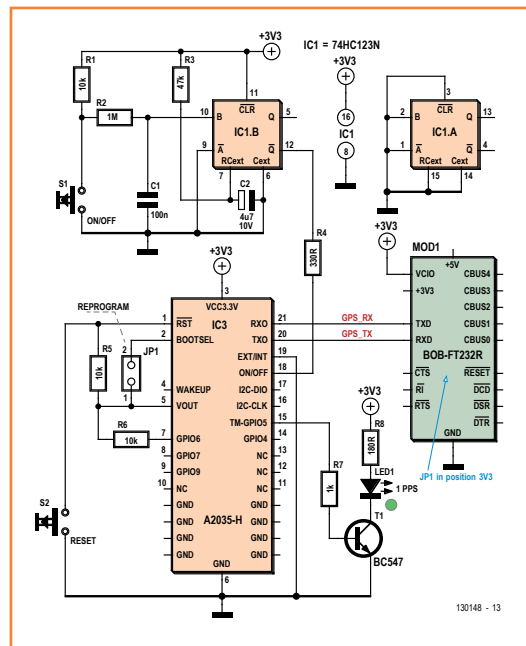 +3V3
IC1 = 74HC123N
R1
10k
R2
1M
R3
47k
11
CLR
10
B
Q
5
IC1.B
9
A
Q
12
RCext
Cext
7
6
C2
4u7
10V
C1
100n
S1
ON/OFF
+3V3
16
IC1
8
3
CLR
2
B
Q
13
IC1.A
1
A
Q
4
RCext
Cext
15
14
R4
330R
+3V3
MOD1
+5V
VCIO
CBUS4
+3V3
CBUS3
CBUS2
TXD
CBUS1
RXD
CBUS0
BOB-FT232R
CTS
RESET
RI
DCD
RTS
DSR
DTR
GND
JP1 in position 3V3
GPS_RX
GPS_TX
+3V3
3
VCC3.3V
REPROGRAM
2
JP1
1
R5
10k
R6
10k
S2
RESET
1
RST
IC3
RXO
21
2
BOOTSEL
TXO
20
EXT/INT
19
ON/OFF
18
4
WAKEUP
I2C-DIO
17
5
VOUT
I2C-CLK
16
TM-GPIO5
15
7
GPIO6
GPIO4
14
8
GPIO7
NC
13
9
GPIO9
NC
12
10
NC
NC
11
GND
GND
GND
GND
GND
GND
GND
GND
A2035-H
GND
6
+3V3
R8
180R
LED1
1 PPS
R7
1k
T1
BC547
130148 - 13